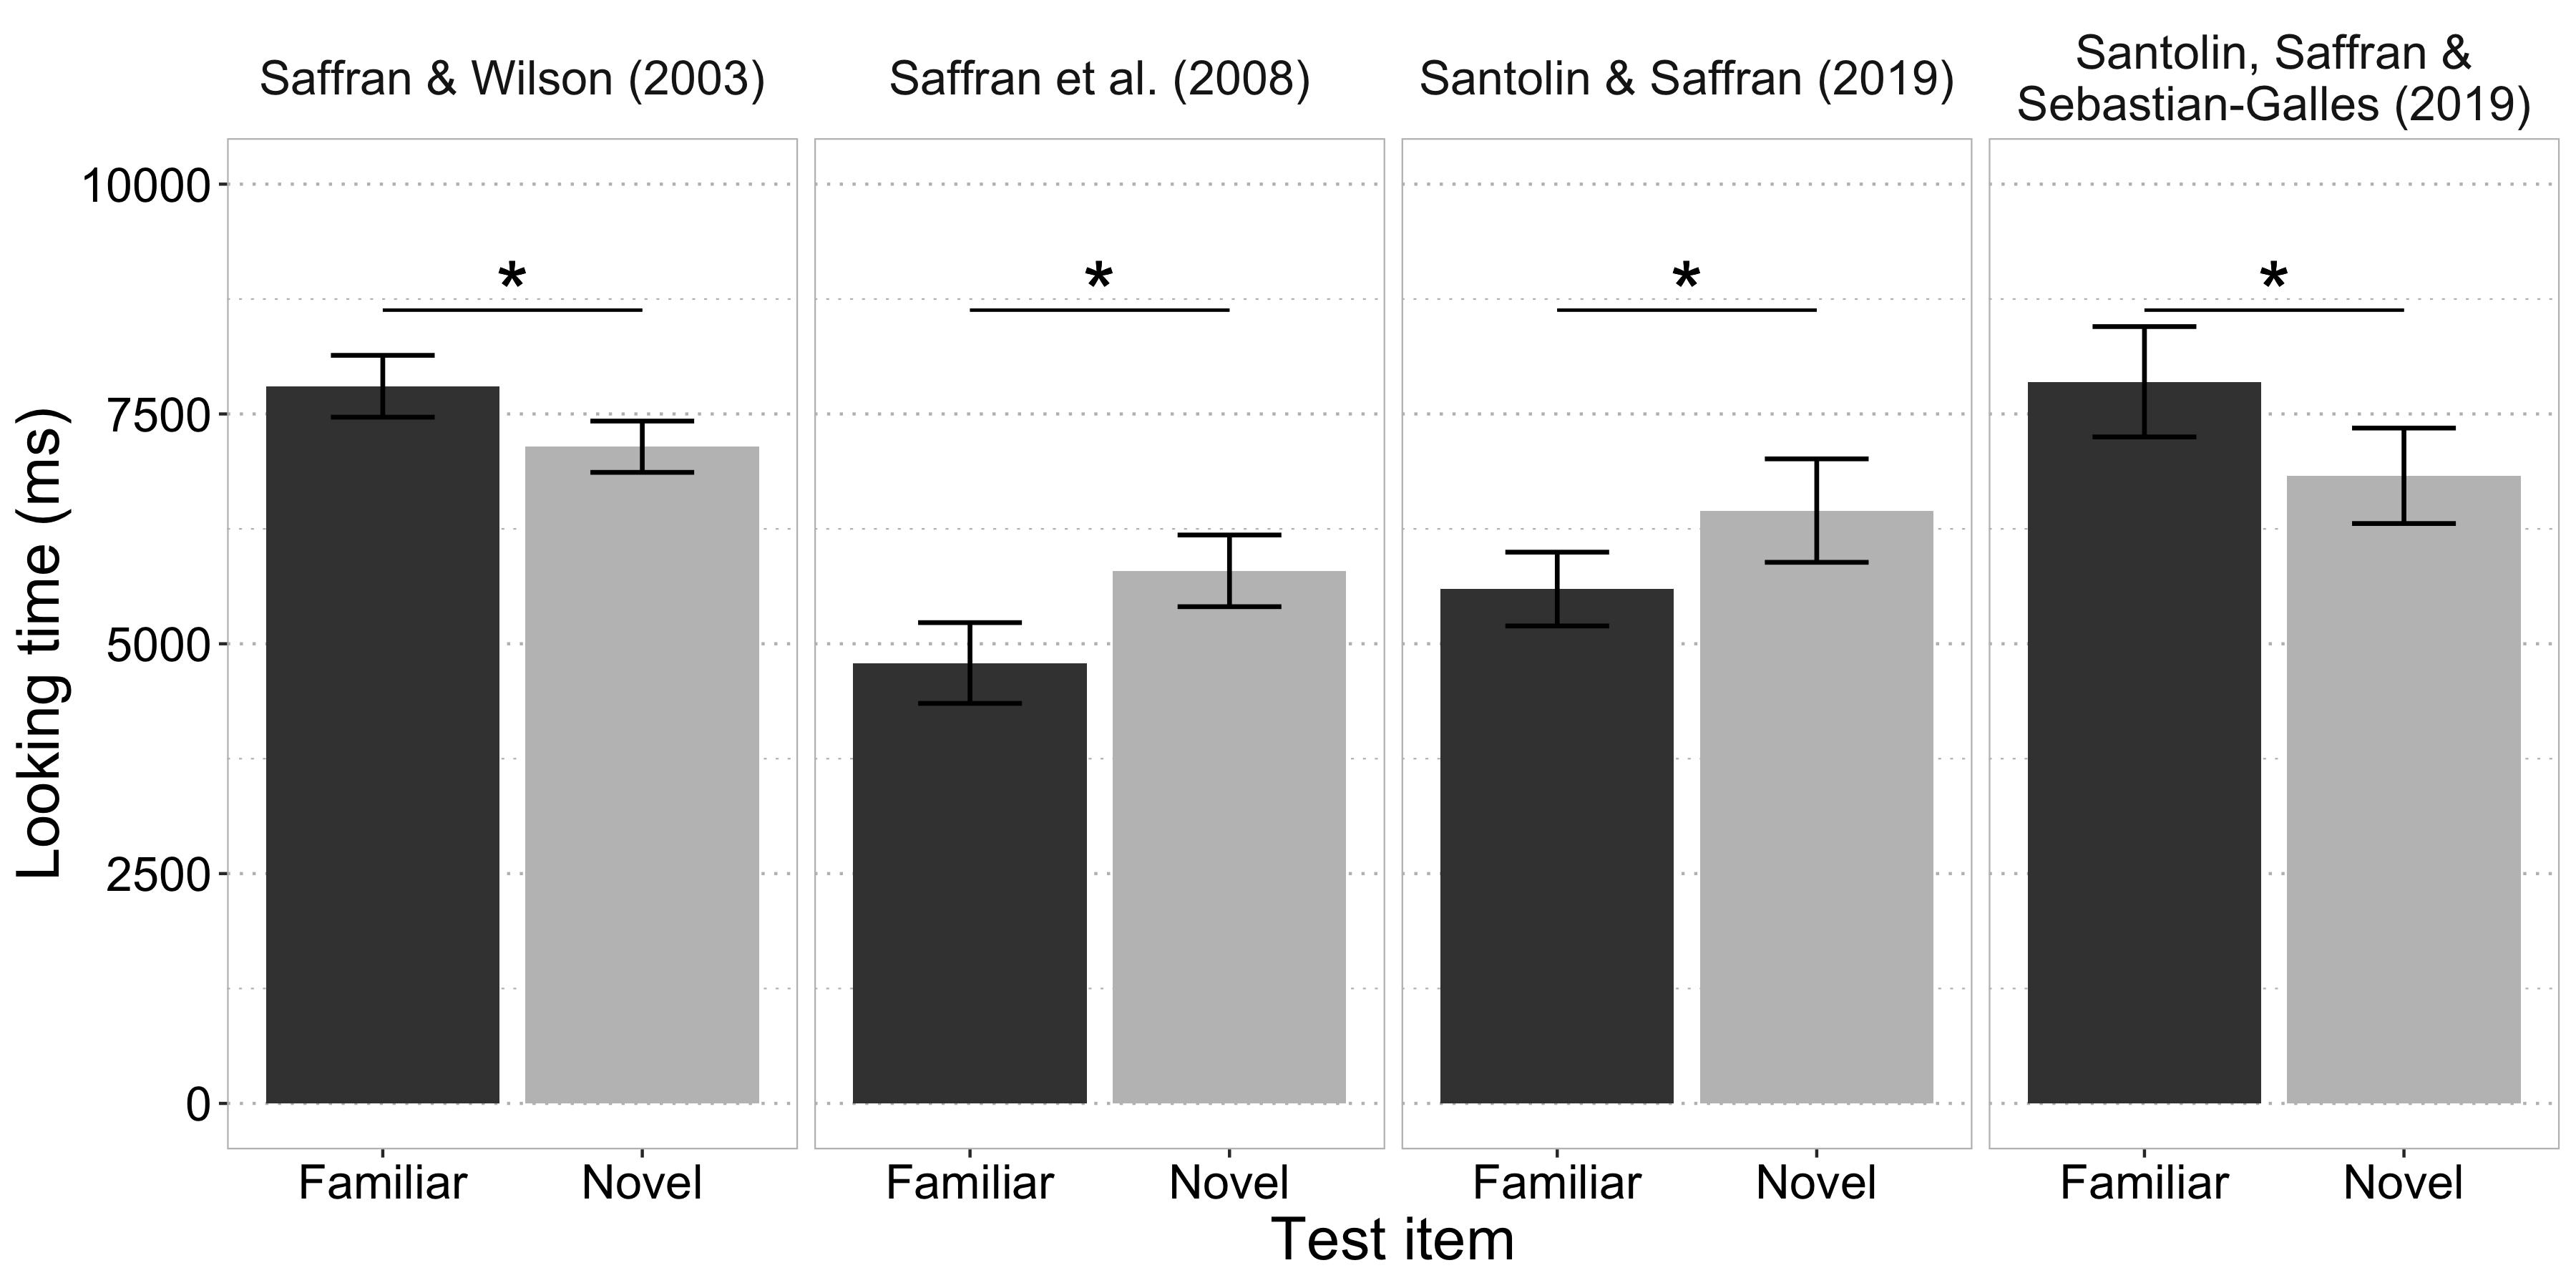 Saffran & Wilson (2003)
Saffran et al. (2008)
Santolin & Saffran (2019)
Santolin, Saffran &
Sebastian-Galles (2019)
Looking time (ms)
10000
7500
5000
2500
0
*
*
*
*
Familiar Novel Familiar Novel Familiar Novel Familiar Novel
Test item